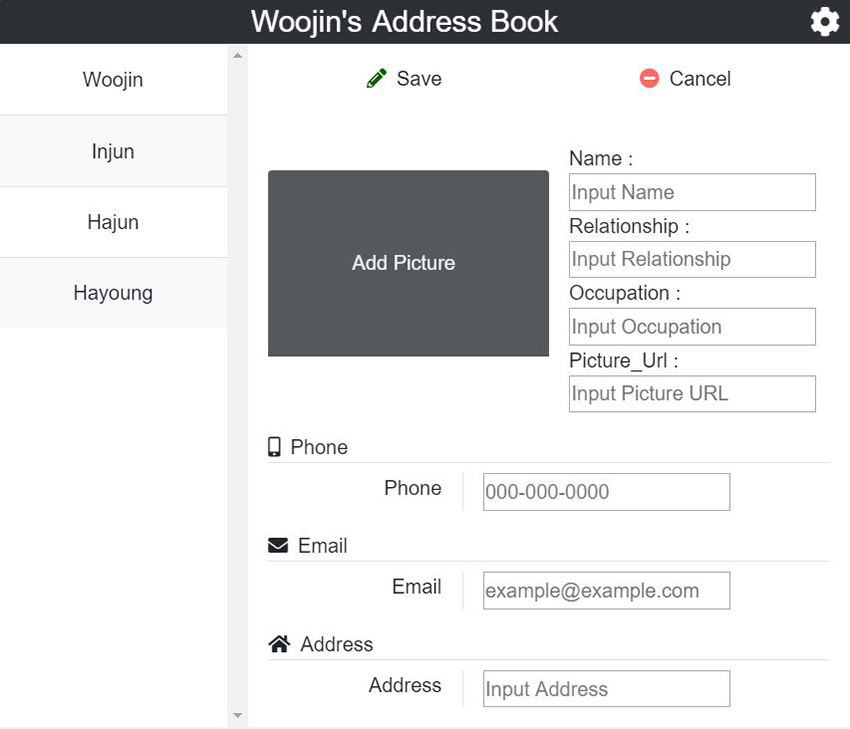 Woojin's Address Book
Woojin
Injun
Hajun
Hayoung
Save
Cancel
Add Picture
Name :
Input Name
Relationship :
Input Relationship
Occupation :
Input Occupation
Picture_Url :
Input Picture URL
Phone
Phone
000-000-0000
Email
Email
example@example.com
Address
Address
Input Address